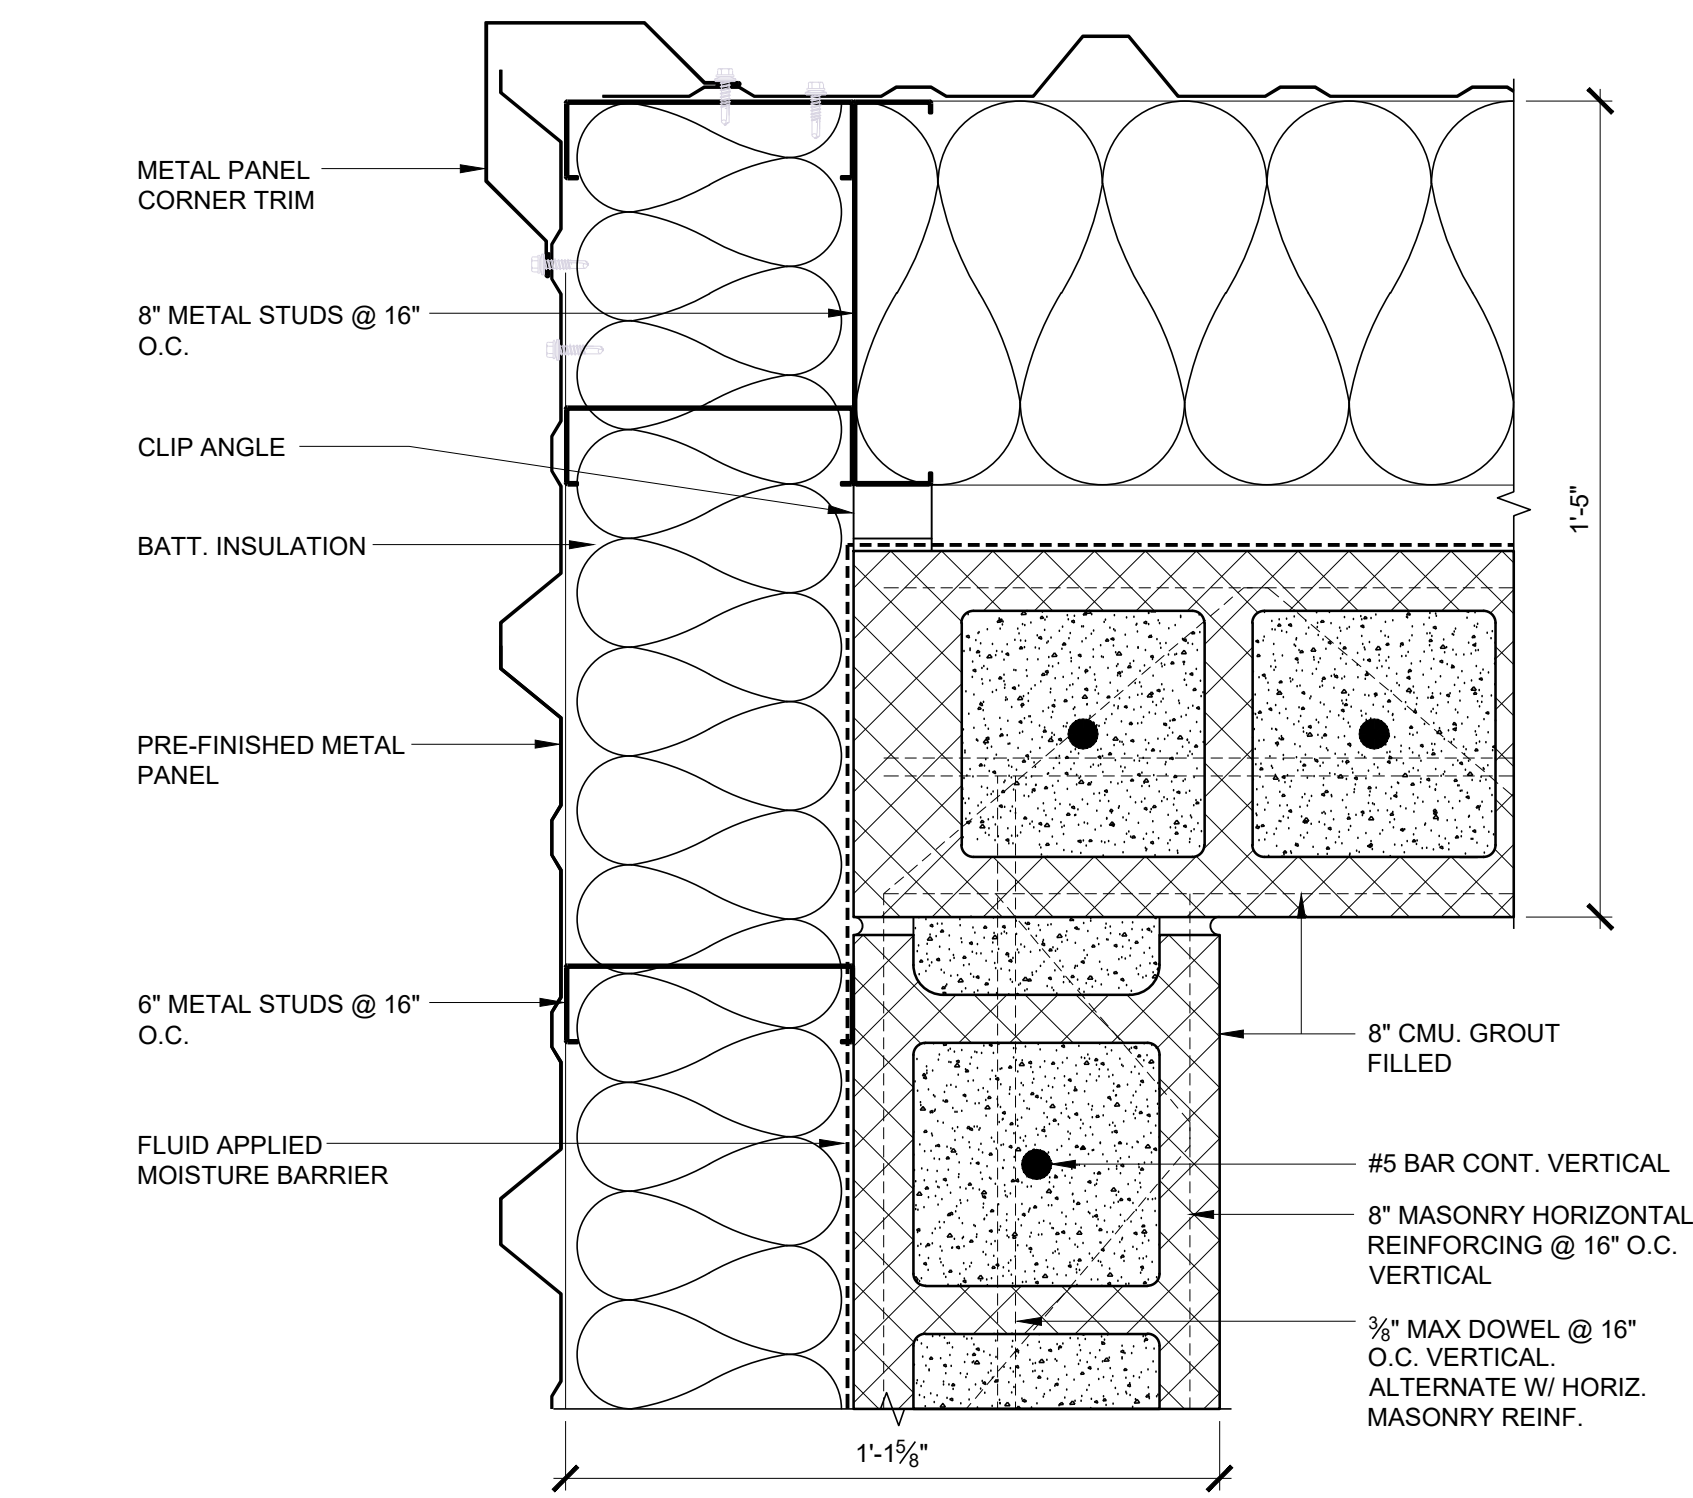 METAL PANEL
CORNER TRIM
8" METAL STUDS @ 16"
O.C.
CLIP ANGLE
BATT. INSULATION
PRE-FINISHED METAL
PANEL
6" METAL STUDS @ 16"
O.C.
FLUID APPLIED
MOISTURE BARRIER
1'-5"
8" CMU. GROUT
FILLED
#5 BAR CONT. VERTICAL
8" MASONRY HORIZONTAL
REINFORCING @ 16" O.C.
VERTICAL
⅜" MAX DOWEL @ 16"
O.C. VERTICAL.
ALTERNATE W/ HORIZ.
MASONRY REINF.
1'-1⅝"